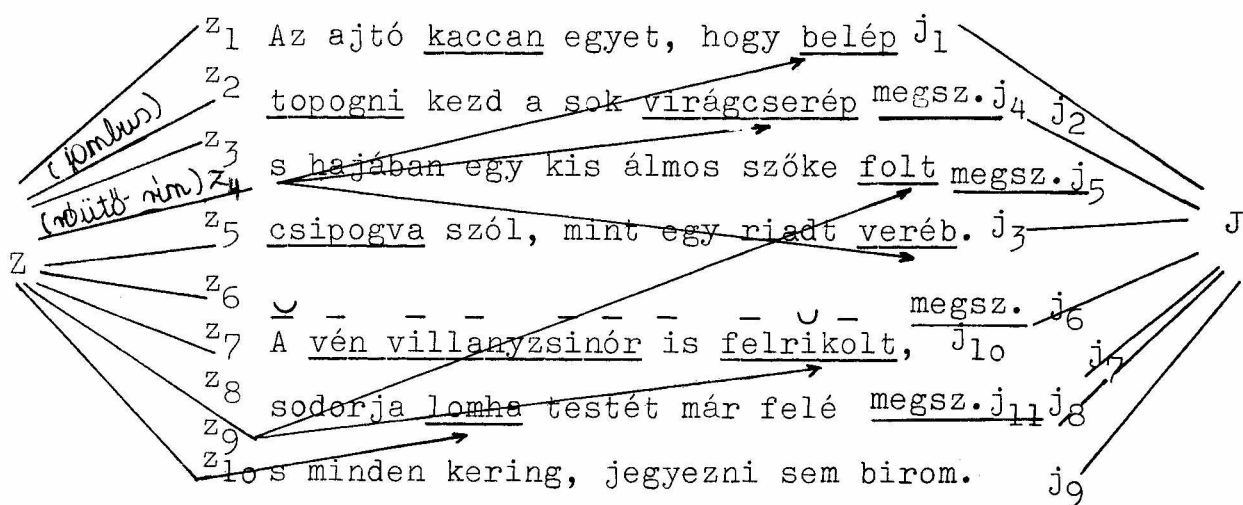 z1 Az ajtó kaccan egyet, hogy belép j1
z2 topogni kezd a sok virágcserép megsz.j4 j2
(jambus)
z3 s hajában egy kis álmos szőke folt megsz.j5
(nőütő rím) z4
z5 csipogva szól, mint egy riadt veréb. j3
Z J
z6 megsz. j6
z7 A vén villanyzsinór is felrikolt, j10 j7
z8 sodorja lomha testét már felé megsz.j11 j8
z9
z10 s minden kering, jegyezni sem birom. j9